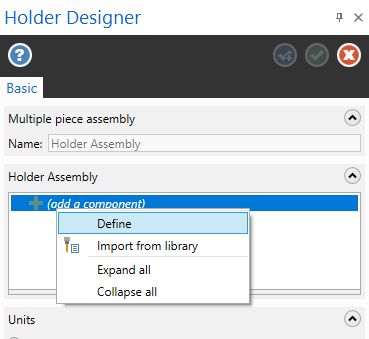 Holder Designer
Basic
Multiple piece assembly
Name: Holder Assembly
Holder Assembly
(add a component)
Define
Import from library
Expand all
Collapse all
Units